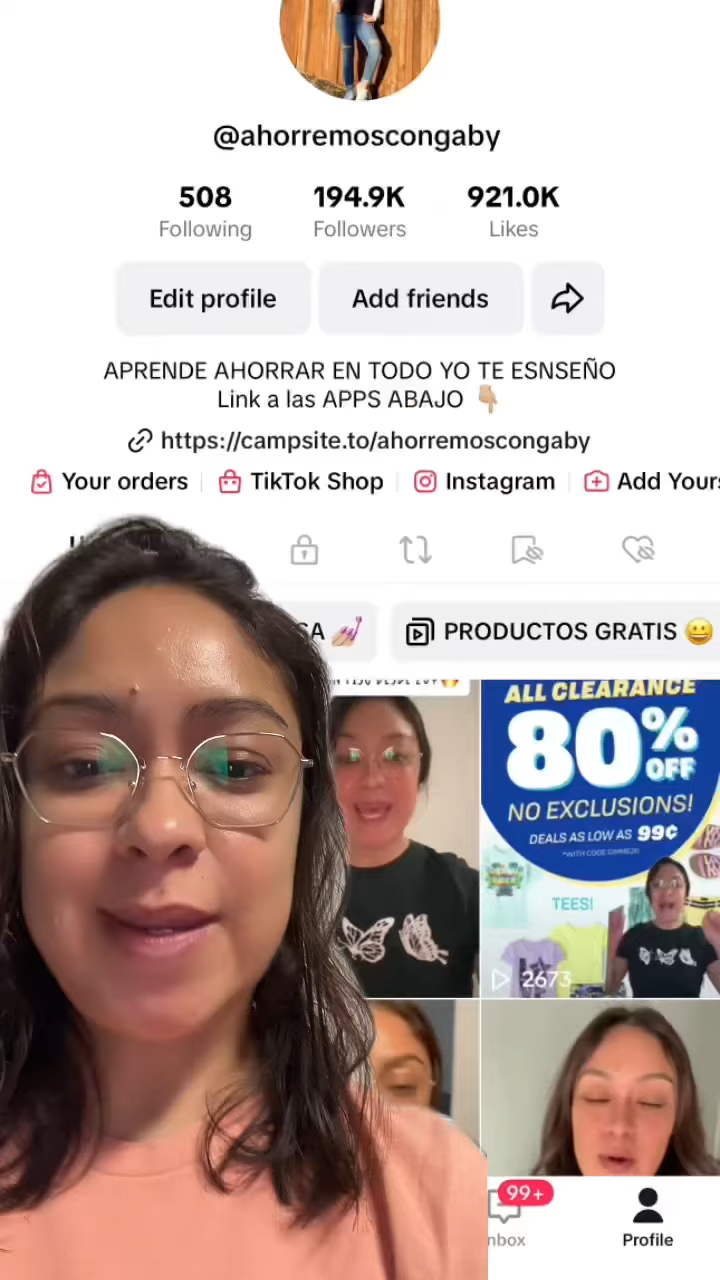 @ahorremoscongaby
508 194.9K 921.0K
Following Followers Likes
Edit profile Add friends
APRENDE AHORRAR EN TODO YO TE ESNSEÑO
Link a las APPS ABAJO 👇🏼
https://campsite.to/ahorremoscongaby
Your orders TikTok Shop Instagram Add Yours
PRODUCTOS GRATIS 😀
ALL CLEARANCE
80% OFF
NO EXCLUSIONS!
DEALS AS LOW AS 99¢
TEES!
2673
99+
Profile